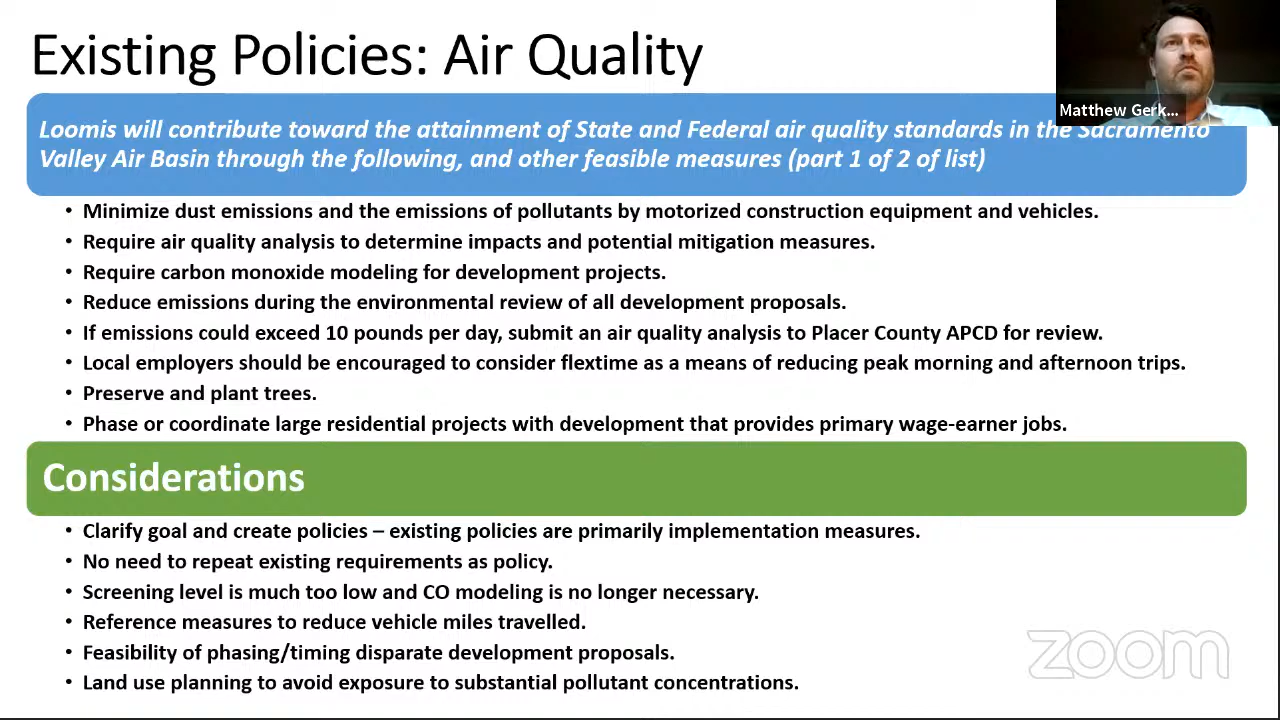 Existing Policies: Air Quality
Matthew Gerk...
Loomis will contribute toward the attainment of State and Federal air quality standards in the Sacramento
Valley Air Basin through the following, and other feasible measures (part 1 of 2 of list)
• Minimize dust emissions and the emissions of pollutants by motorized construction equipment and vehicles.
• Require air quality analysis to determine impacts and potential mitigation measures.
• Require carbon monoxide modeling for development projects.
• Reduce emissions during the environmental review of all development proposals.
• If emissions could exceed 10 pounds per day, submit an air quality analysis to Placer County APCD for review.
• Local employers should be encouraged to consider flextime as a means of reducing peak morning and afternoon trips.
• Preserve and plant trees.
• Phase or coordinate large residential projects with development that provides primary wage-earner jobs.
Considerations
• Clarify goal and create policies – existing policies are primarily implementation measures.
• No need to repeat existing requirements as policy.
• Screening level is much too low and CO modeling is no longer necessary.
• Reference measures to reduce vehicle miles travelled.
• Feasibility of phasing/timing disparate development proposals.
• Land use planning to avoid exposure to substantial pollutant concentrations.
zoom